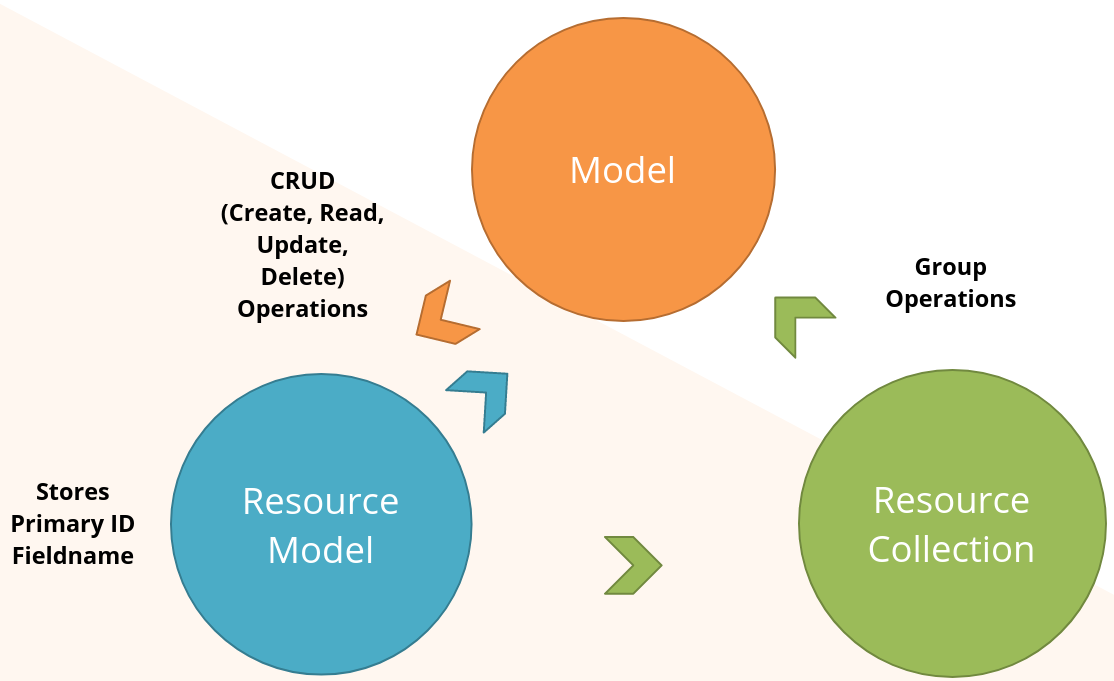 Model
CRUD
(Create, Read,
Update,
Delete)
Operations
Group
Operations
Stores
Primary ID
Fieldname
Resource
Model
Resource
Collection